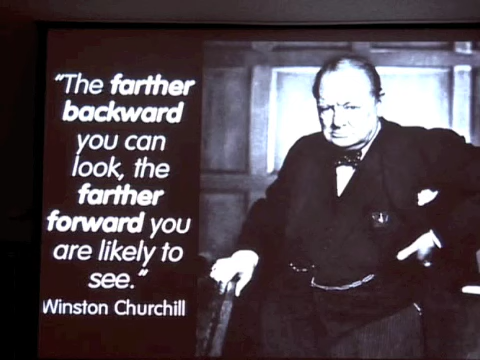 “The farther
backward
you can
look, the
farther
forward you
are likely to
see.”
Winston Churchill